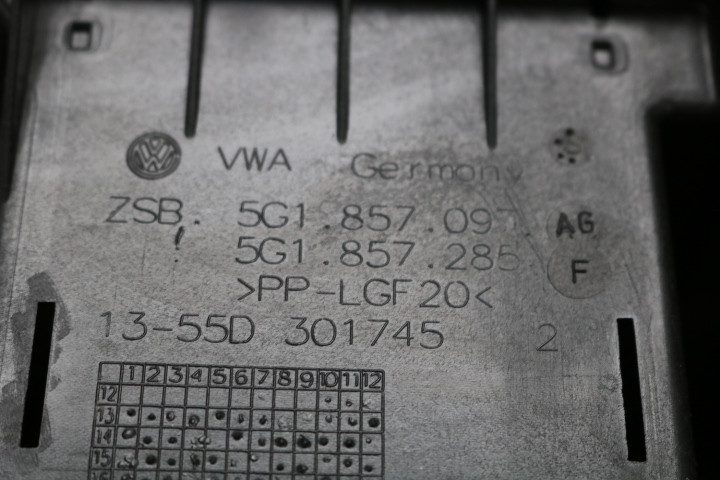 VWA Germany
ZSB. 5G1.857.097. AG
5G1.857.285 F
>PP-LGF20<
13-55D 301745 2
1 2 3 4 5 6 7 8 9 10 11 12
12
13
14
15